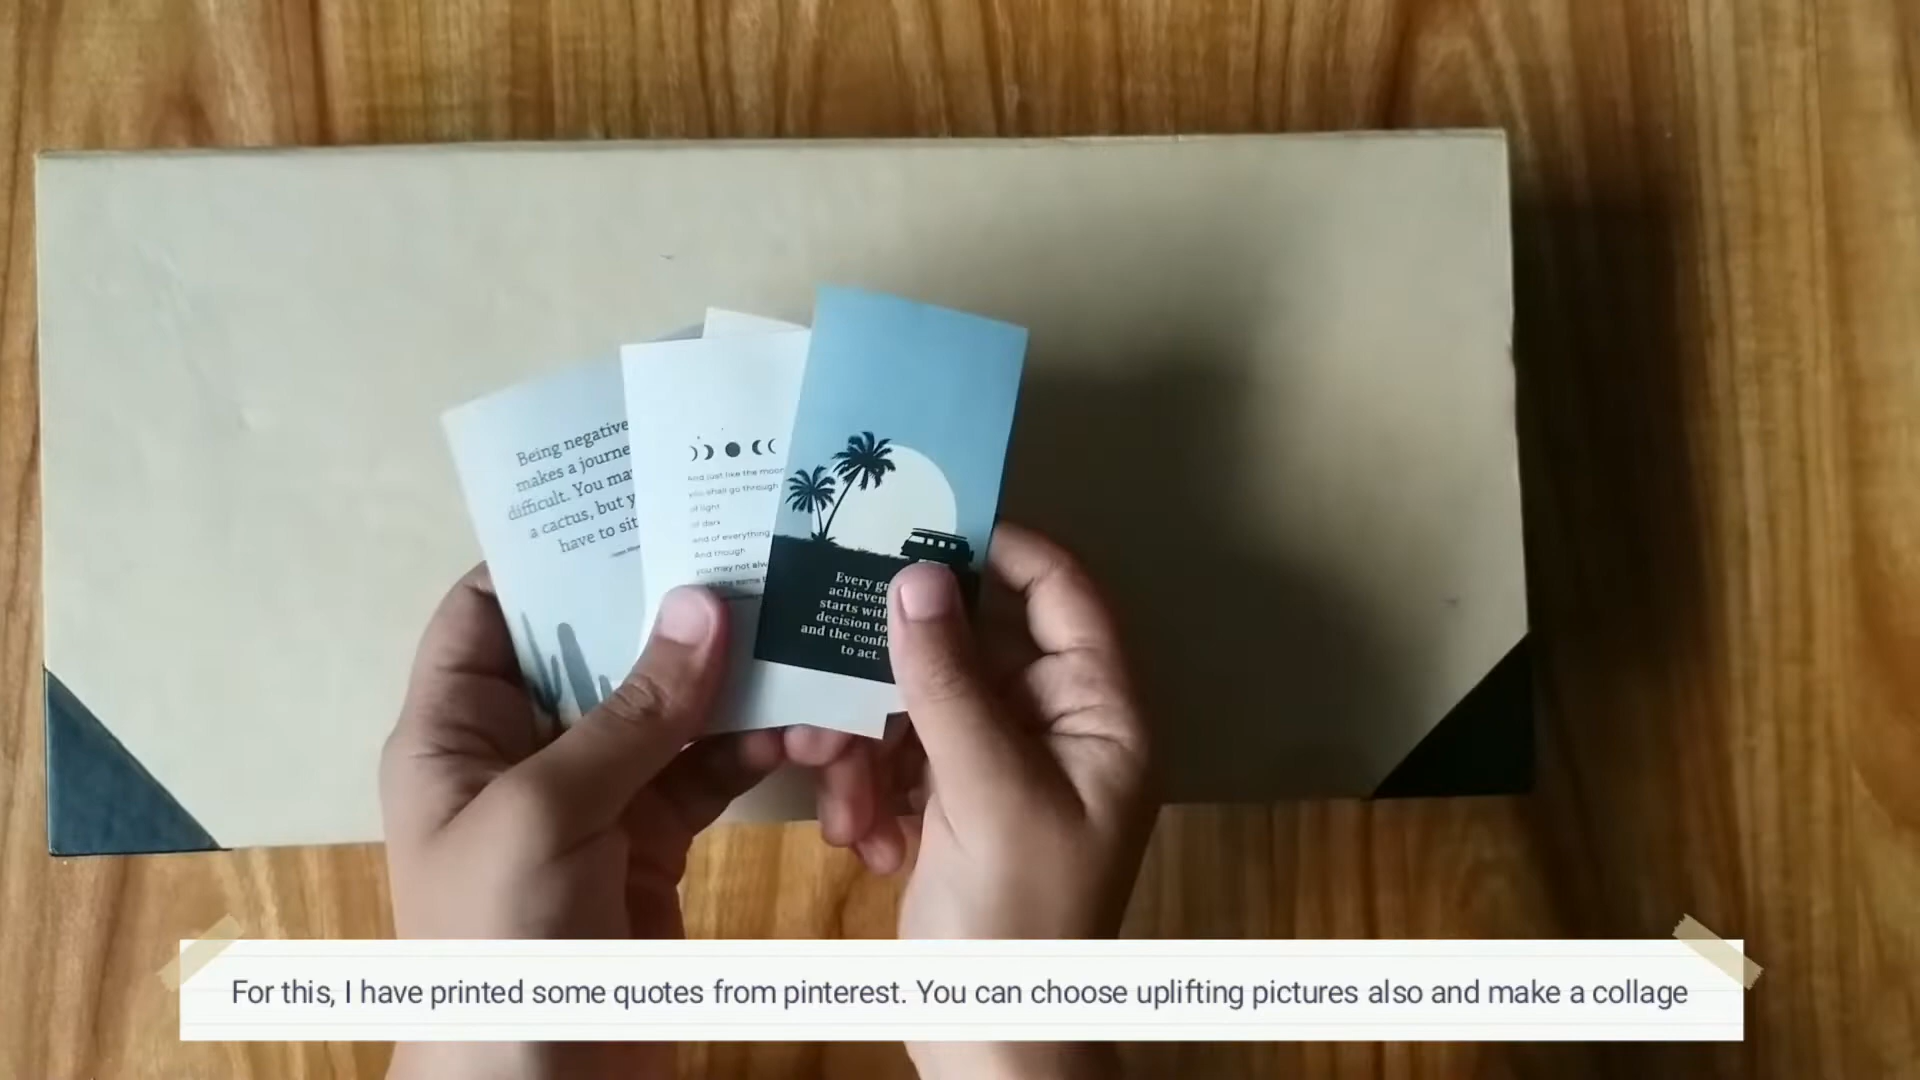 Being negative
makes a journe
difficult. You ma
a cactus, but y
have to sit
And just like the moon
you shall go through
of light
of dark
and of everything
And though
you may not alw
the same
Every gr
achievem
starts with
decision to
and the confi
to act.
For this, I have printed some quotes from pinterest. You can choose uplifting pictures also and make a collage